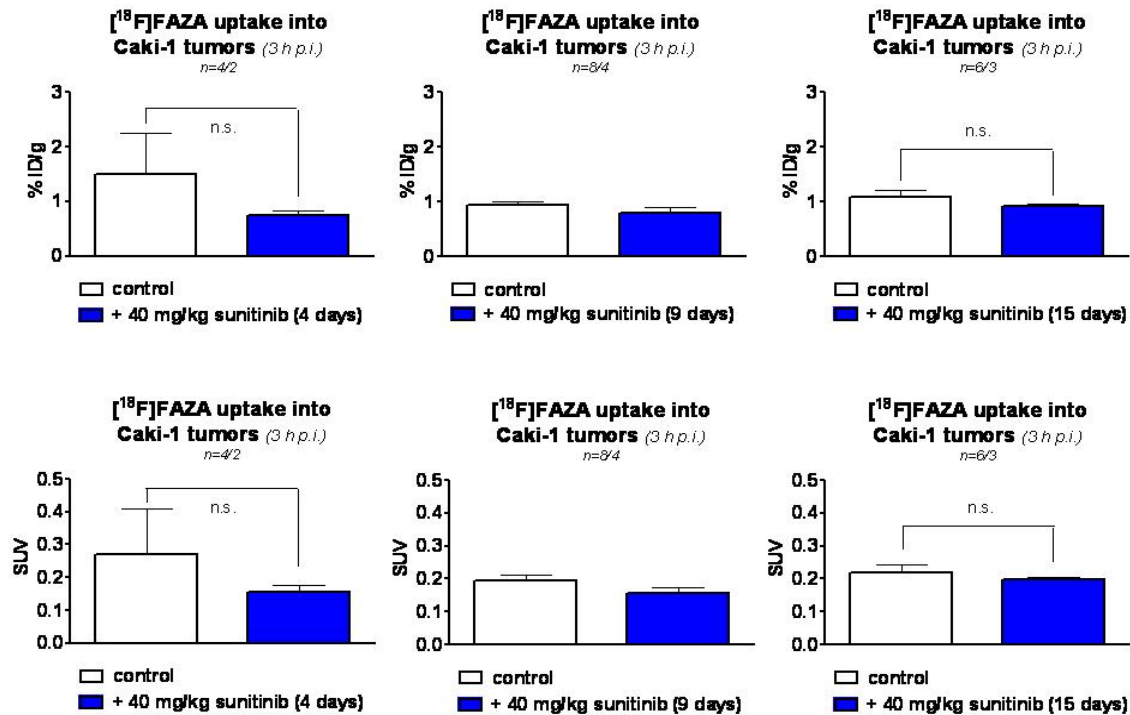 [¹⁸F]FAZA uptake into
Caki-1 tumors (3 h p.i.)
n=4/2
3
2
1
0
% ID/g
n.s.
control
+ 40 mg/kg sunitinib (4 days)
[¹⁸F]FAZA uptake into
Caki-1 tumors (3 h p.i.)
n=8/4
3
2
1
0
% ID/g
control
+ 40 mg/kg sunitinib (9 days)
[¹⁸F]FAZA uptake into
Caki-1 tumors (3 h p.i.)
n=6/3
3
2
1
0
% ID/g
n.s.
control
+ 40 mg/kg sunitinib (15 days)
[¹⁸F]FAZA uptake into
Caki-1 tumors (3 h p.i.)
n=4/2
0.5
0.4
0.3
0.2
0.1
0.0
SUV
n.s.
control
+ 40 mg/kg sunitinib (4 days)
[¹⁸F]FAZA uptake into
Caki-1 tumors (3 h p.i.)
n=8/4
0.5
0.4
0.3
0.2
0.1
0.0
SUV
control
+ 40 mg/kg sunitinib (9 days)
[¹⁸F]FAZA uptake into
Caki-1 tumors (3 h p.i.)
n=6/3
0.5
0.4
0.3
0.2
0.1
0.0
SUV
n.s.
control
+ 40 mg/kg sunitinib (15 days)